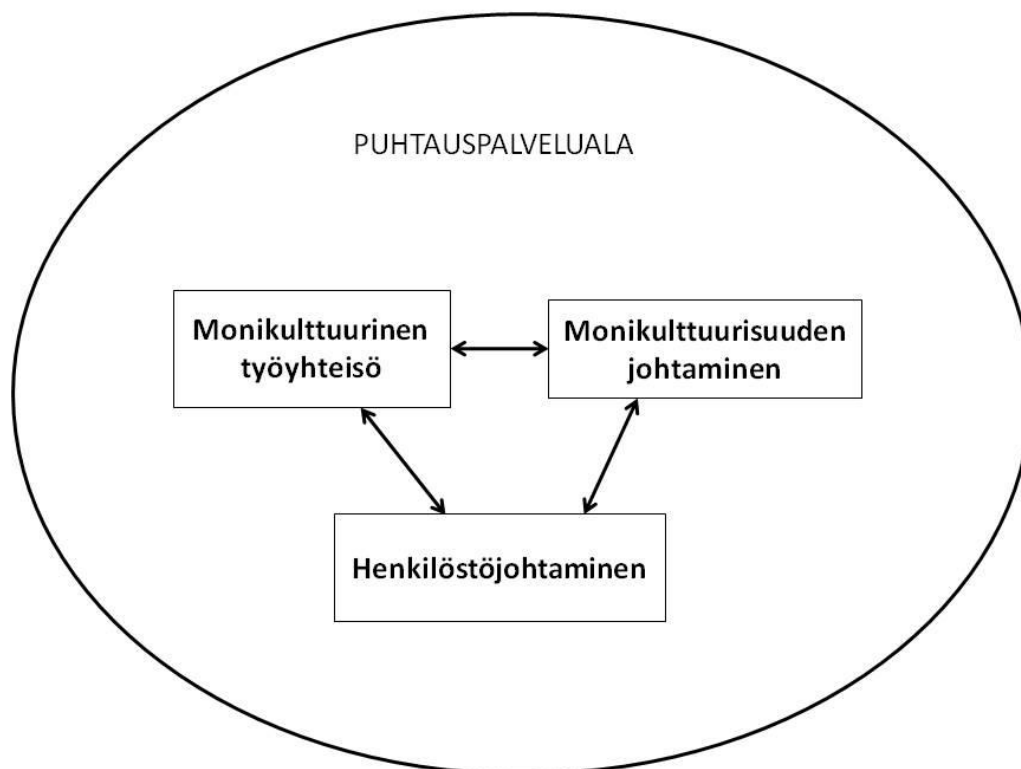 PUHTAUSPALVELUALA
Monikulttuurinen
työyhteisö
Monikulttuurisuuden
johtaminen
Henkilöstöjohtaminen